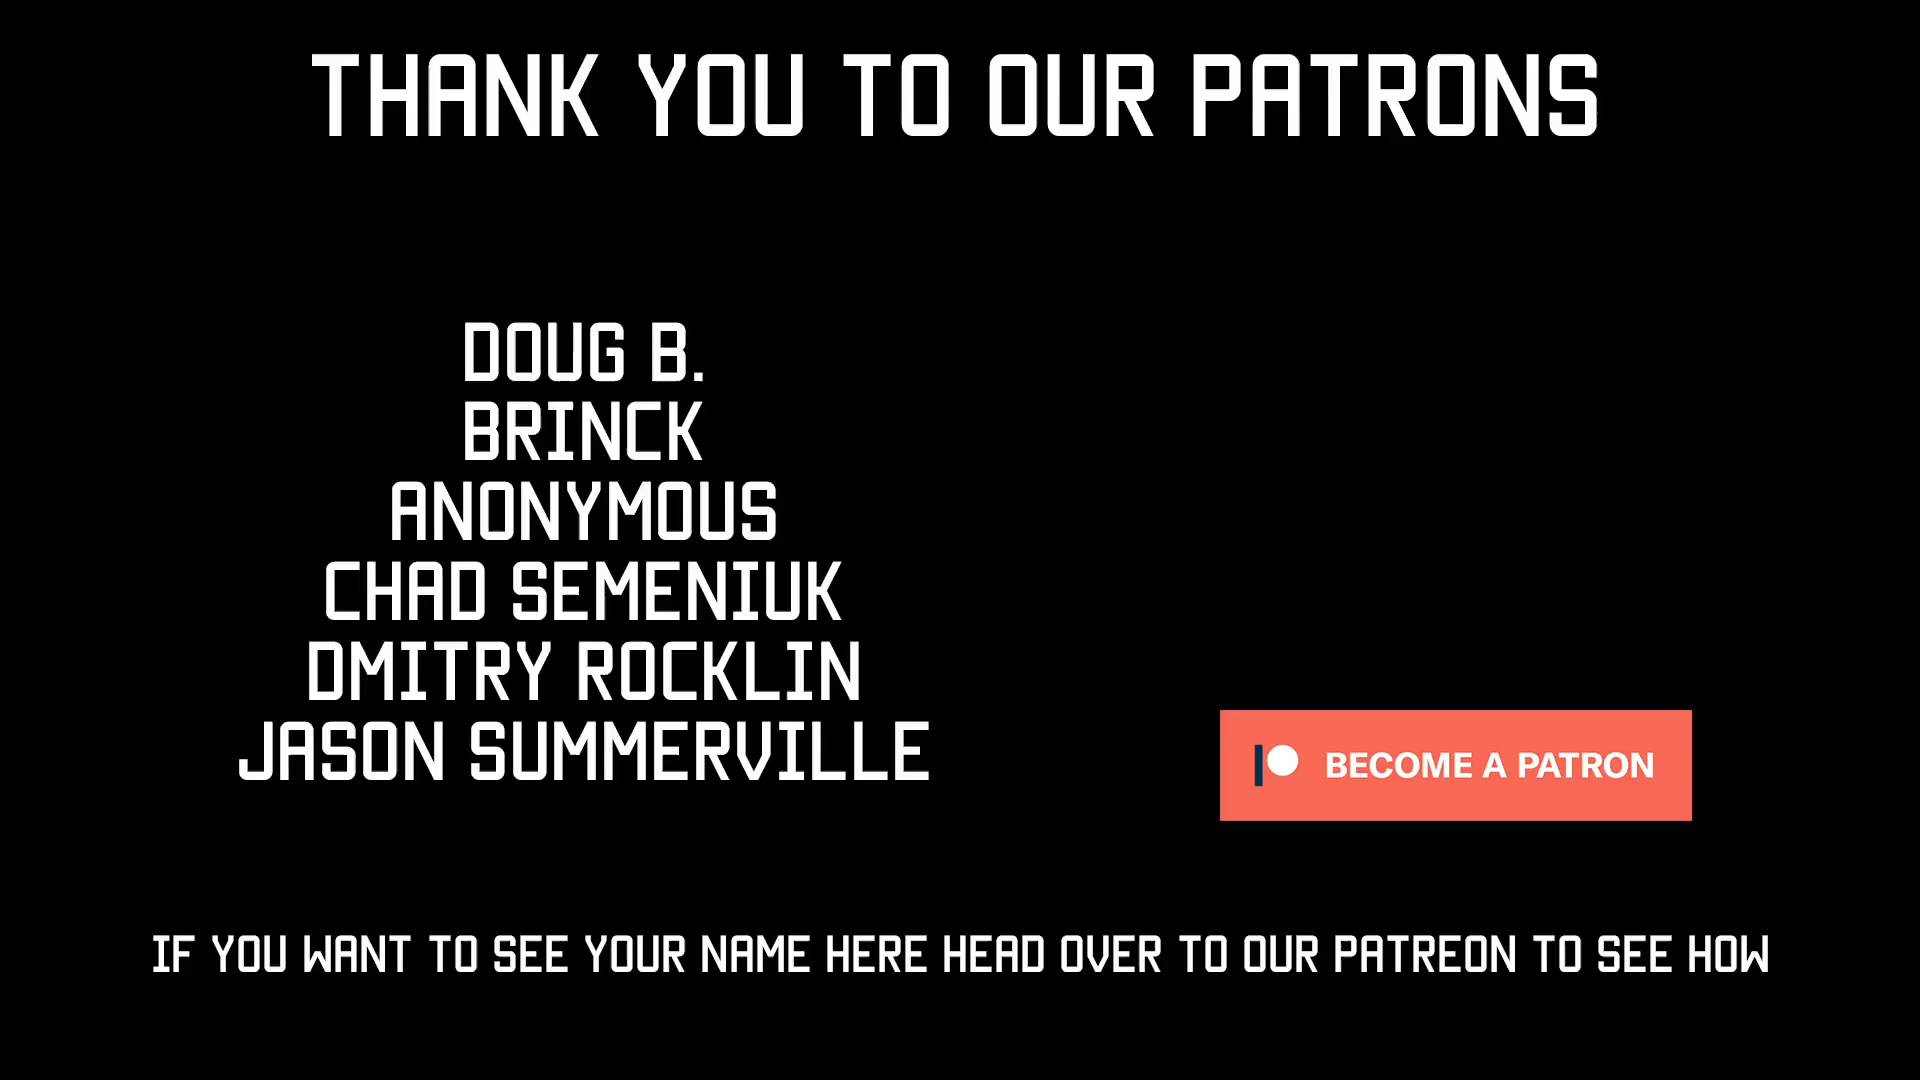 THANK YOU TO OUR PATRONS
DOUG B.
BRINCK
ANONYMOUS
CHAD SEMENIUK
DMITRY ROCKLIN
JASON SUMMERVILLE
BECOME A PATRON
IF YOU WANT TO SEE YOUR NAME HERE HEAD OVER TO OUR PATREON TO SEE HOW